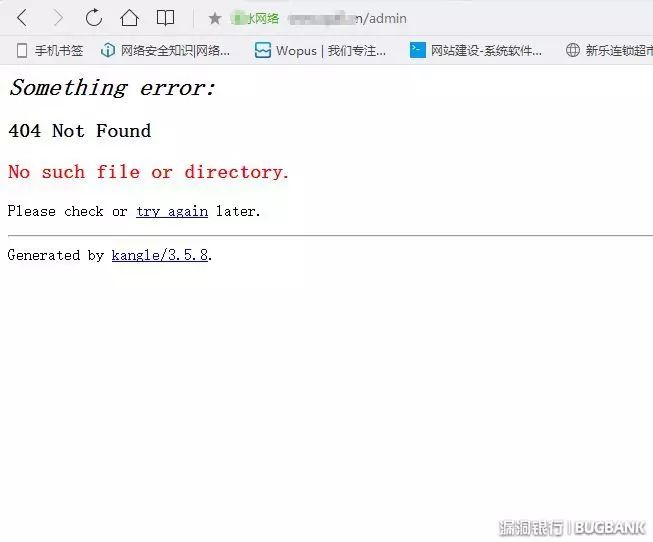 水网络 n/admin
手机书签 网络安全知识|网络... Wopus | 我们专注... 网站建设-系统软件... 新乐连锁超市
Something error:
404 Not Found
No such file or directory.
Please check or try again later.
Generated by kangle/3.5.8.
漏洞银行 | BUGBANK